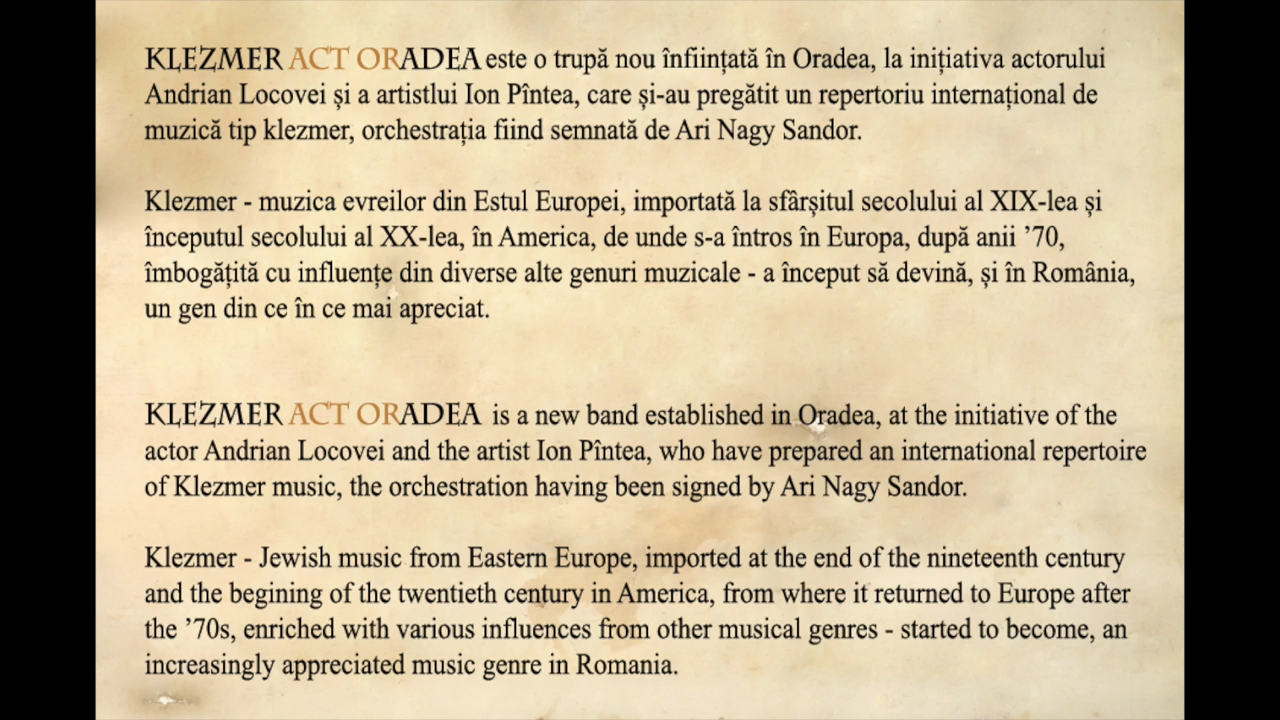 KLEZMER ACT ORADEA este o trupă nou înființată în Oradea, la inițiativa actorului
Andrian Locovei și a artistlui Ion Pîntea, care și-au pregătit un repertoriu internațional de
muzică tip klezmer, orchestrația fiind semnată de Ari Nagy Sandor.
Klezmer - muzica evreilor din Estul Europei, importată la sfârșitul secolului al XIX-lea și
începutul secolului al XX-lea, în America, de unde s-a întros în Europa, după anii ’70,
îmbogățită cu influențe din diverse alte genuri muzicale - a început să devină, și în România,
un gen din ce în ce mai apreciat.
KLEZMER ACT ORADEA is a new band established in Oradea, at the initiative of the
actor Andrian Locovei and the artist Ion Pîntea, who have prepared an international repertoire
of Klezmer music, the orchestration having been signed by Ari Nagy Sandor.
Klezmer - Jewish music from Eastern Europe, imported at the end of the nineteenth century
and the begining of the twentieth century in America, from where it returned to Europe after
the ’70s, enriched with various influences from other musical genres - started to become, an
increasingly appreciated music genre in Romania.